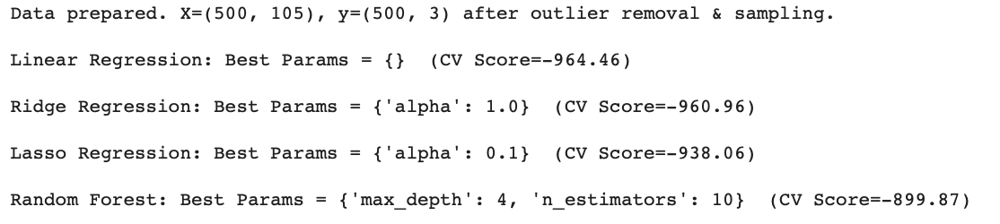 Data prepared. X=(500, 105), y=(500, 3) after outlier removal & sampling.
Linear Regression: Best Params = {}  (CV Score=-964.46)
Ridge Regression: Best Params = {'alpha': 1.0}  (CV Score=-960.96)
Lasso Regression: Best Params = {'alpha': 0.1}  (CV Score=-938.06)
Random Forest: Best Params = {'max_depth': 4, 'n_estimators': 10}  (CV Score=-899.87)